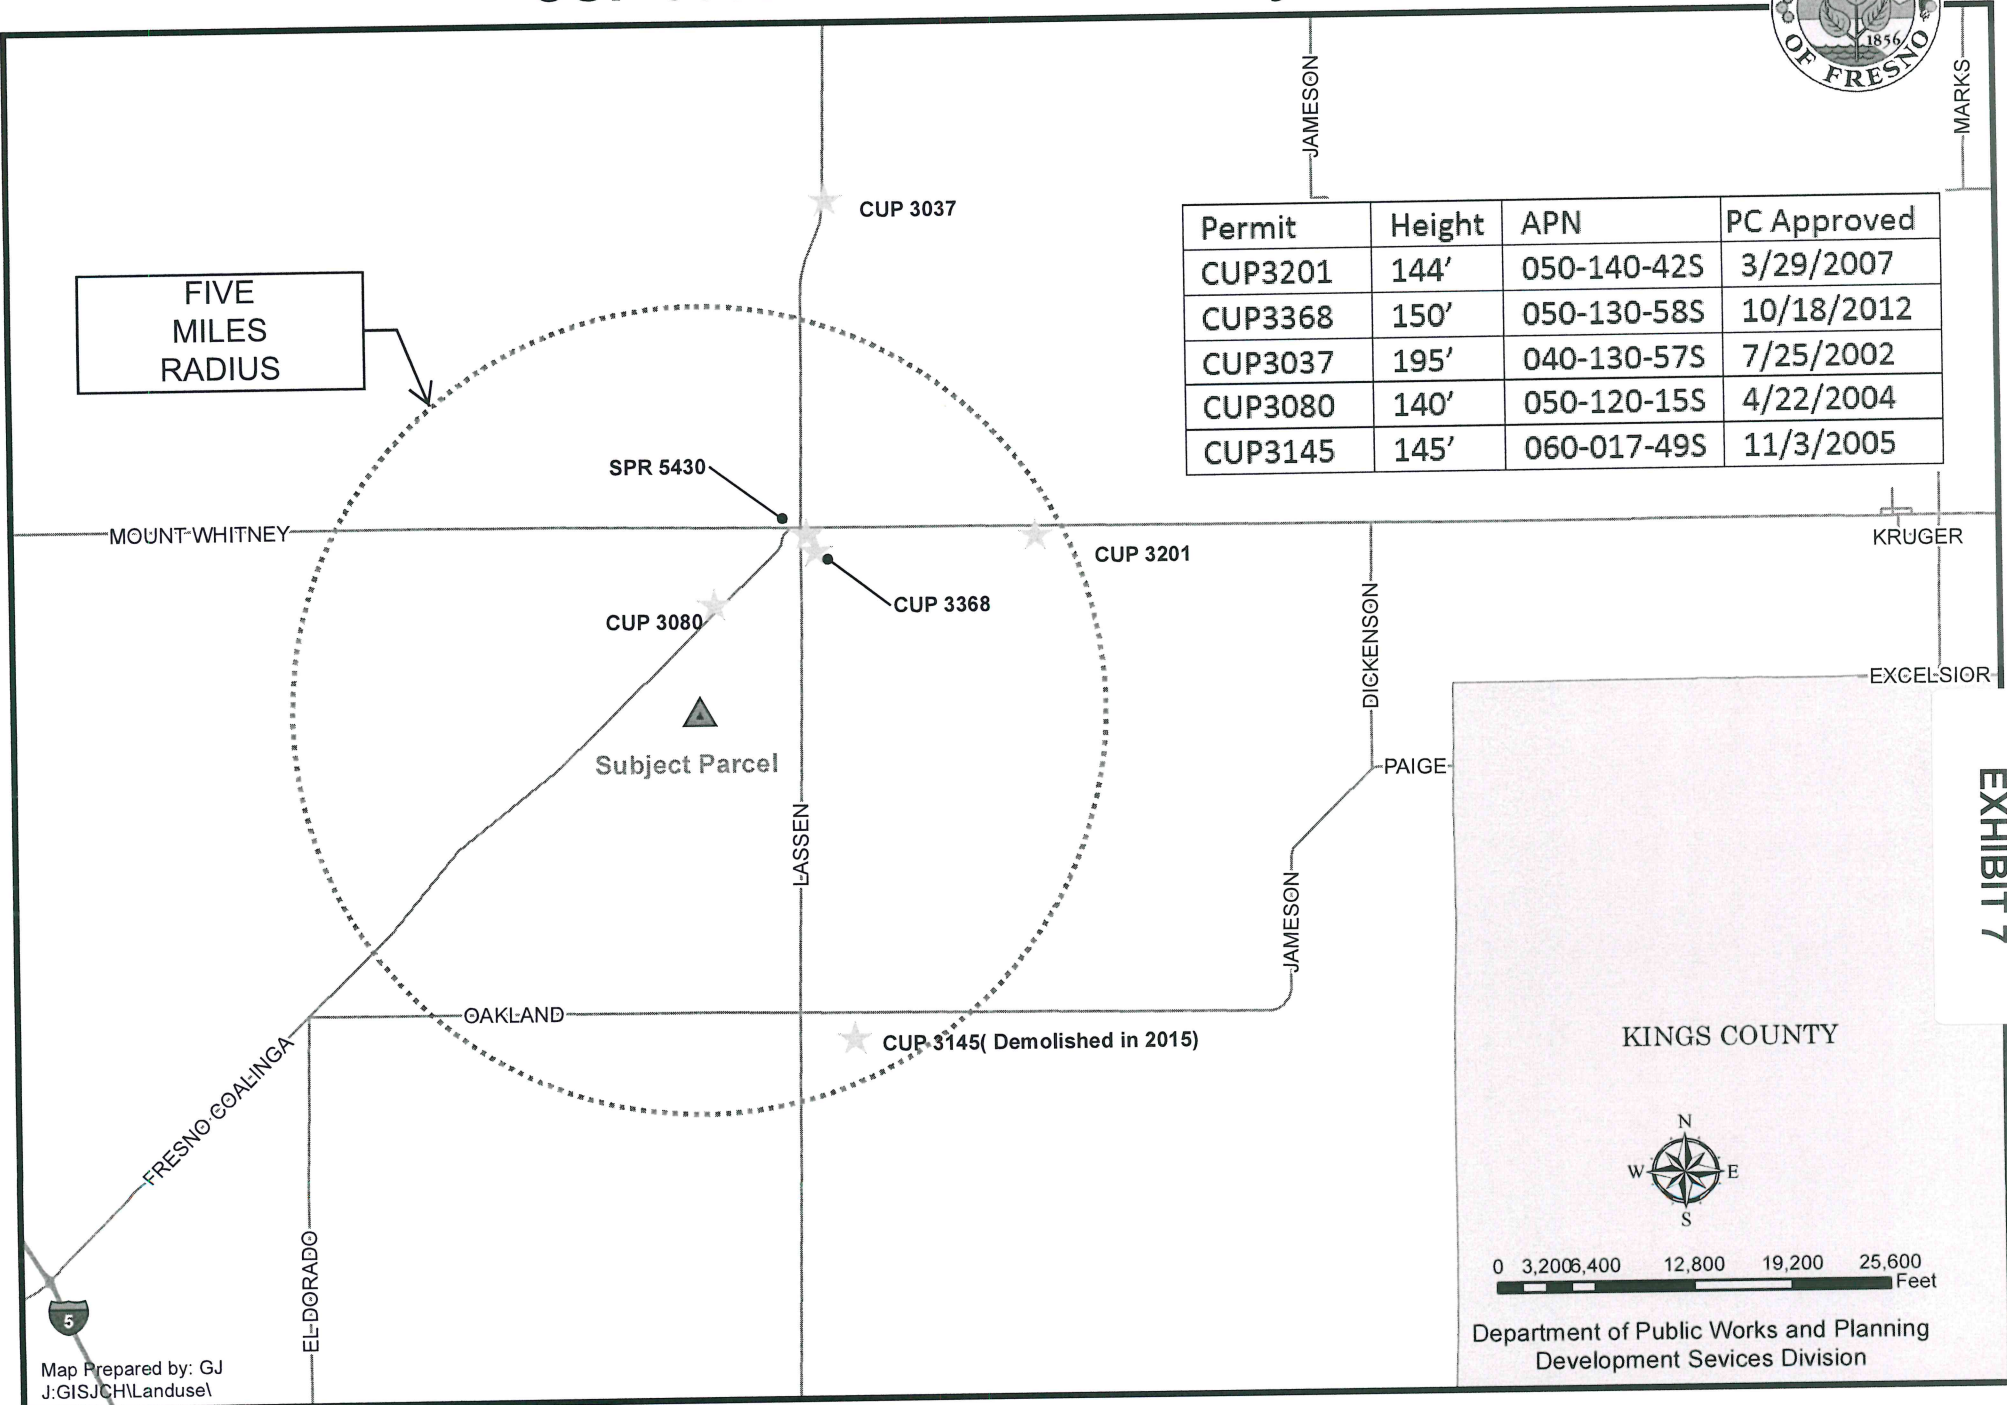 1856
OF FRESNO
JAMESON
MARKS
CUP 3037
Permit Height APN PC Approved
CUP3201 144’ 050-140-42S 3/29/2007
CUP3368 150’ 050-130-58S 10/18/2012
CUP3037 195’ 040-130-57S 7/25/2002
CUP3080 140’ 050-120-15S 4/22/2004
CUP3145 145’ 060-017-49S 11/3/2005
FIVE
MILES
RADIUS
SPR 5430
MOUNT WHITNEY
KRUGER
CUP 3201
CUP 3368
CUP 3080
DICKENSON
EXCELSIOR
Subject Parcel
PAIGE
EXHIBIT 7
LASSEN
JAMESON
OAKLAND
CUP 3145( Demolished in 2015)
KINGS COUNTY
FRESNO-COALINGA
EL DORADO
N
W E
S
0 3,200 6,400 12,800 19,200 25,600
Feet
5
Department of Public Works and Planning
Development Sevices Division
Map Prepared by: GJ
J:GISJCH\Landuse\